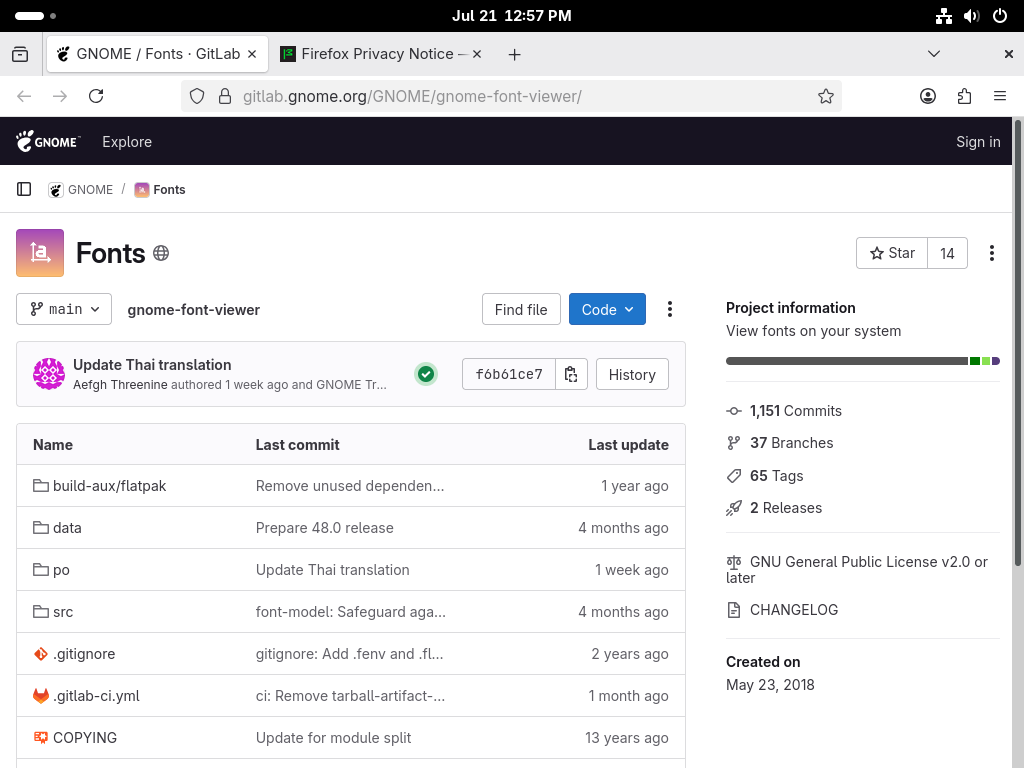 Jul 21 12:57 PM
GNOME / Fonts · GitLab
Firefox Privacy Notice —
gitlab.gnome.org/GNOME/gnome-font-viewer/
GNOME
Explore
Sign in
GNOME / Fonts
Fonts
Star
14
main
gnome-font-viewer
Find file
Code
Update Thai translation
Aefgh Threenine authored 1 week ago and GNOME Tr...
f6b61ce7
History
Name Last commit Last update
build-aux/flatpak Remove unused dependen... 1 year ago
data Prepare 48.0 release 4 months ago
po Update Thai translation 1 week ago
src font-model: Safeguard aga... 4 months ago
.gitignore gitignore: Add .fenv and .fl... 2 years ago
.gitlab-ci.yml ci: Remove tarball-artifact-... 1 month ago
COPYING Update for module split 13 years ago
Project information
View fonts on your system
1,151 Commits
37 Branches
65 Tags
2 Releases
GNU General Public License v2.0 or
later
CHANGELOG
Created on
May 23, 2018